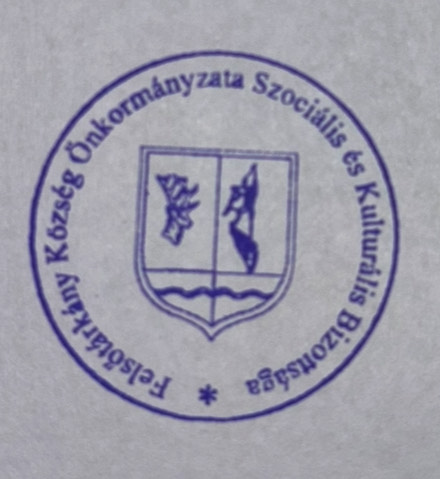 Felsőtárkány Község Önkormányzata Szociális és Kulturális Bizottsága *